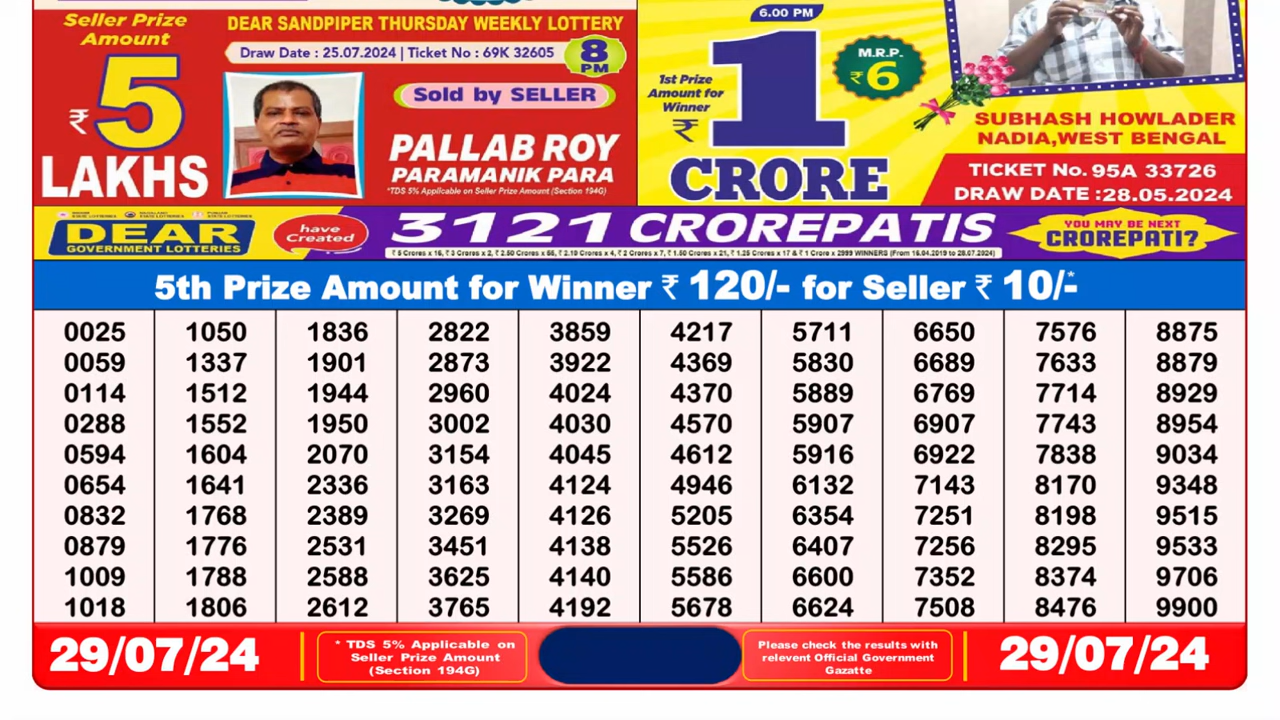 Seller Prize
Amount
₹5
LAKHS
DEAR SANDPIPER THURSDAY WEEKLY LOTTERY
Draw Date : 25.07.2024 | Ticket No : 69K 32605
8
PM
Sold by SELLER
PALLAB ROY
PARAMANIK PARA
*TDS 5% Applicable on Seller Prize Amount (Section 194G)
6.00 PM
1st Prize
Amount for
Winner
₹
1
CRORE
M.R.P.
₹6
SUBHASH HOWLADER
NADIA,WEST BENGAL
TICKET No. 95A 33726
DRAW DATE :28.05.2024
DEAR
GOVERNMENT LOTTERIES
have
Created
3121 CROREPATIS
YOU MAY BE NEXT
CROREPATI?
5th Prize Amount for Winner ₹ 120/- for Seller ₹ 10/-*
0025 1050 1836 2822 3859 4217 5711 6650 7576 8875
0059 1337 1901 2873 3922 4369 5830 6689 7633 8879
0114 1512 1944 2960 4024 4370 5889 6769 7714 8929
0288 1552 1950 3002 4030 4570 5907 6907 7743 8954
0594 1604 2070 3154 4045 4612 5916 6922 7838 9034
0654 1641 2336 3163 4124 4946 6132 7143 8170 9348
0832 1768 2389 3269 4126 5205 6354 7251 8198 9515
0879 1776 2531 3451 4138 5526 6407 7256 8295 9533
1009 1788 2588 3625 4140 5586 6600 7352 8374 9706
1018 1806 2612 3765 4192 5678 6624 7508 8476 9900
29/07/24
* TDS 5% Applicable on
Seller Prize Amount
(Section 194G)
Please check the results with
relevent Official Government
Gazatte
29/07/24